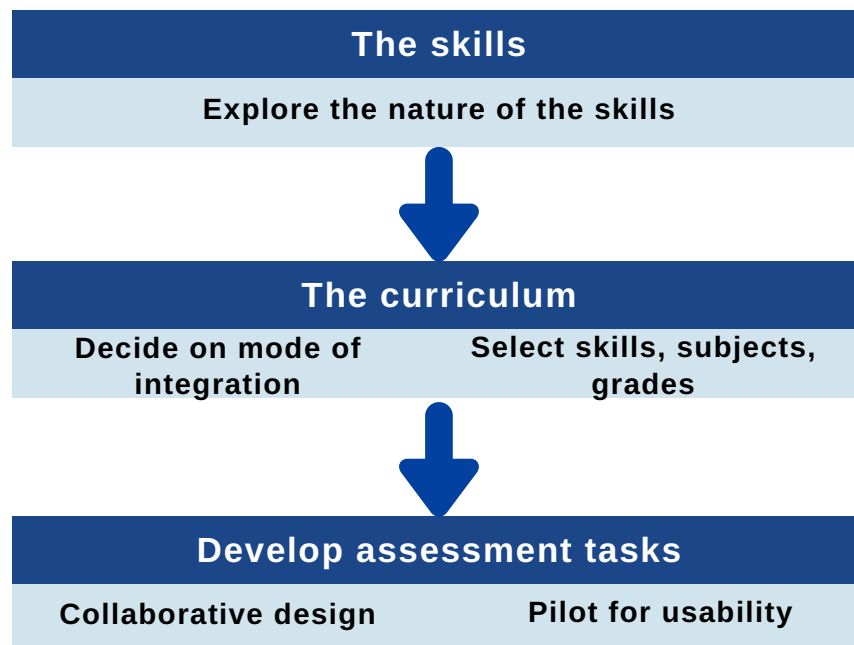 The skills
Explore the nature of the skills
The curriculum
Decide on mode of
integration
Select skills, subjects,
grades
Develop assessment tasks
Collaborative design
Pilot for usability